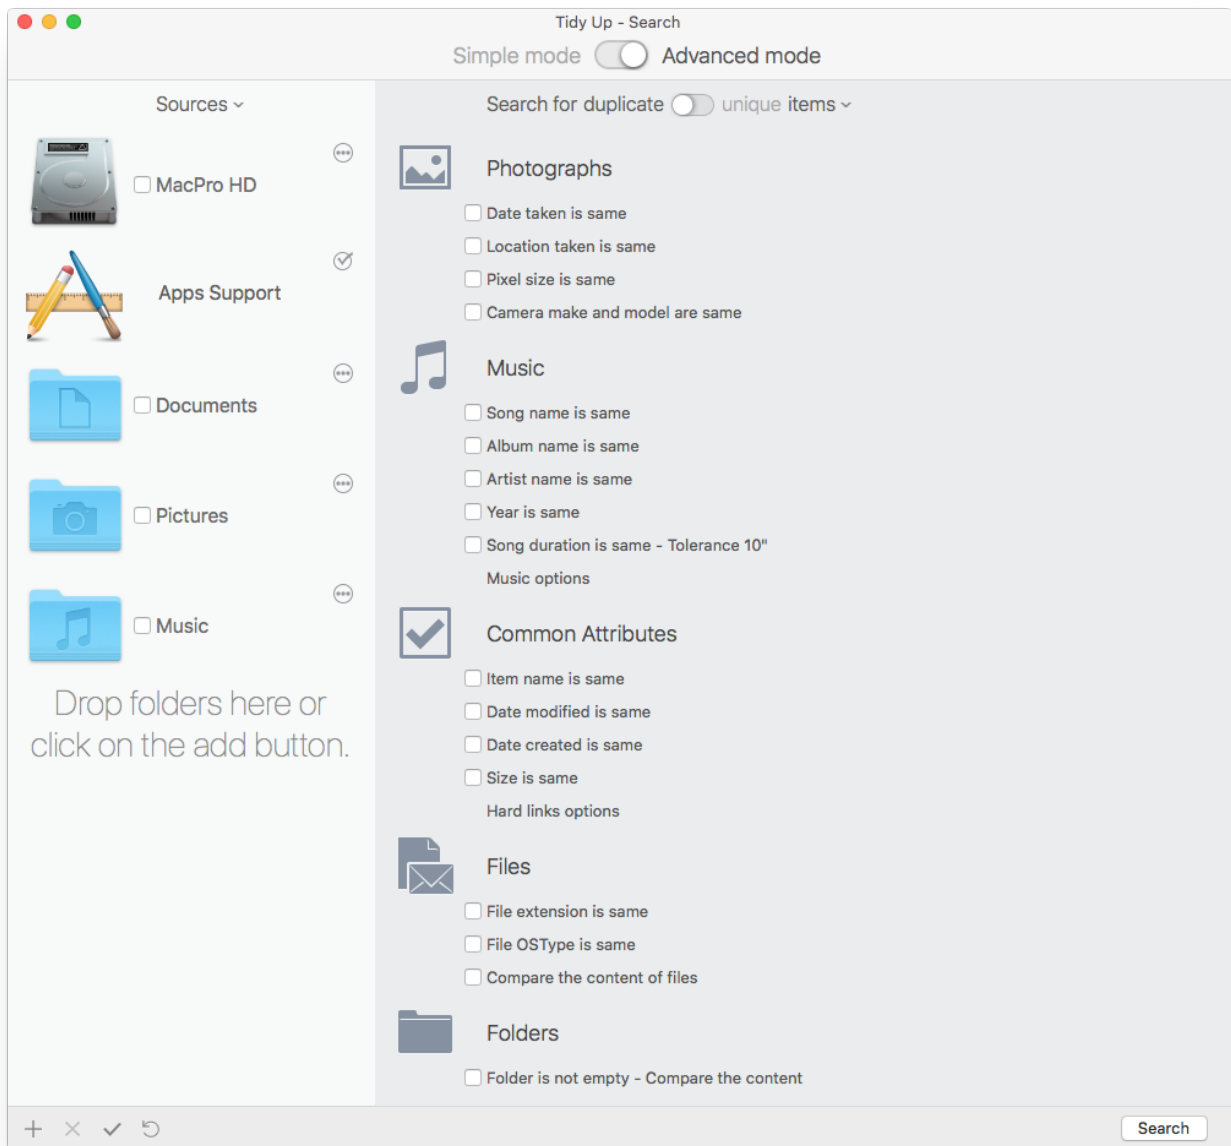 Tidy Up - Search
Simple mode Advanced mode
Sources
MacPro HD
Apps Support
Documents
Pictures
Music
Drop folders here or
click on the add button.
Search for duplicate unique items
Photographs
Date taken is same
Location taken is same
Pixel size is same
Camera make and model are same
Music
Song name is same
Album name is same
Artist name is same
Year is same
Song duration is same - Tolerance 10"
Music options
Common Attributes
Item name is same
Date modified is same
Date created is same
Size is same
Hard links options
Files
File extension is same
File OSType is same
Compare the content of files
Folders
Folder is not empty - Compare the content
Search